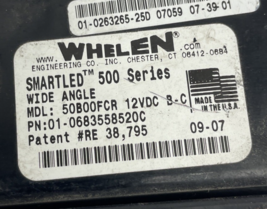 01-0263265-25D 07059 07-39-01
WHELEN
www. .com
ENGINEERING CO. INC. CHESTER, CT 06412-0684
SMARTLED™ 500 Series
WIDE ANGLE
MDL: 50B00FCR 12VDC B-C
PN:01-0683558520C
MADE
IN THE U.S.A.
Patent #RE 38,795
09-07